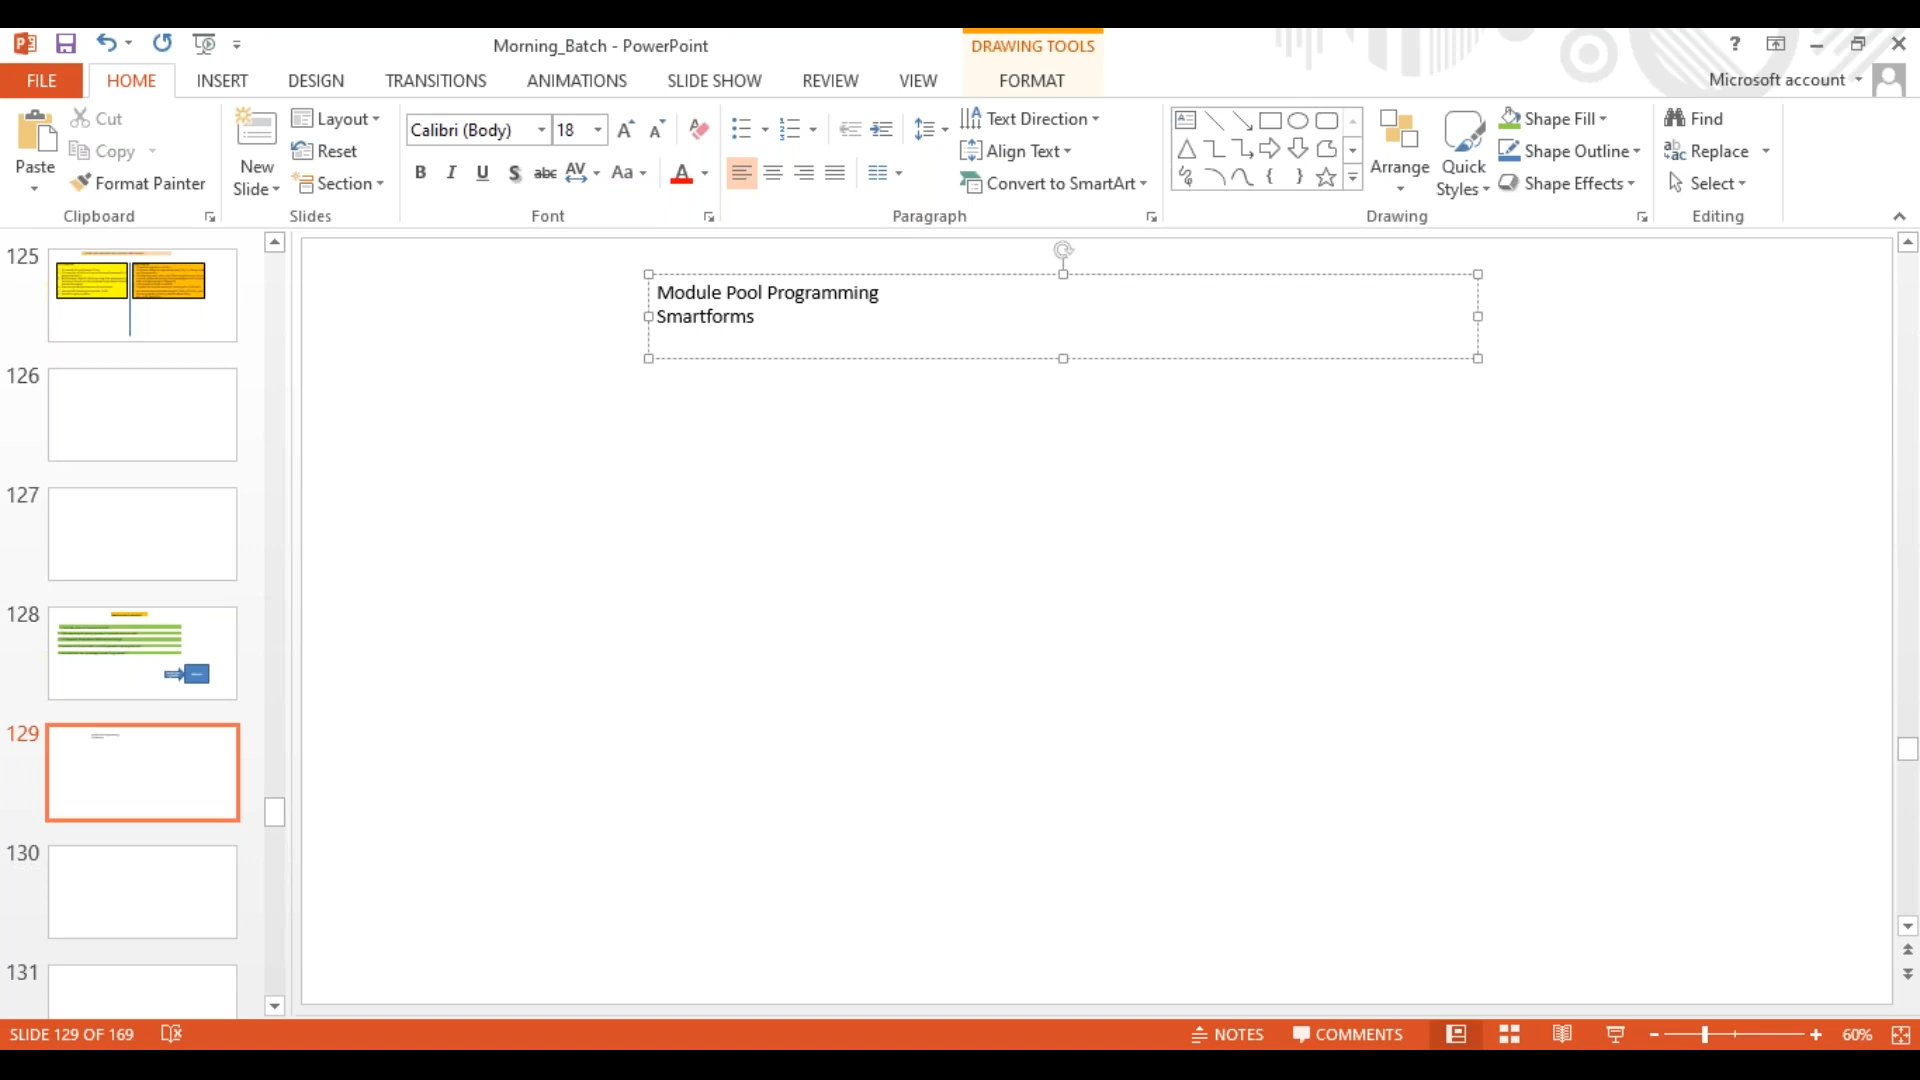 Morning_Batch - PowerPoint
DRAWING TOOLS
?
FILE
HOME
INSERT
DESIGN
TRANSITIONS
ANIMATIONS
SLIDE SHOW
REVIEW
VIEW
FORMAT
Microsoft account
Paste
Cut
Copy
Format Painter
Clipboard
New
Slide
Layout
Reset
Section
Slides
Calibri (Body)
18
B I U S abc AV Aa A
Font
Text Direction
Align Text
Convert to SmartArt
Paragraph
Arrange
Quick
Styles
Shape Fill
Shape Outline
Shape Effects
Drawing
Find
Replace
Select
Editing
125
126
127
128
129
130
131
Module Pool Programming
Smartforms
SLIDE 129 OF 169
NOTES
COMMENTS
60%